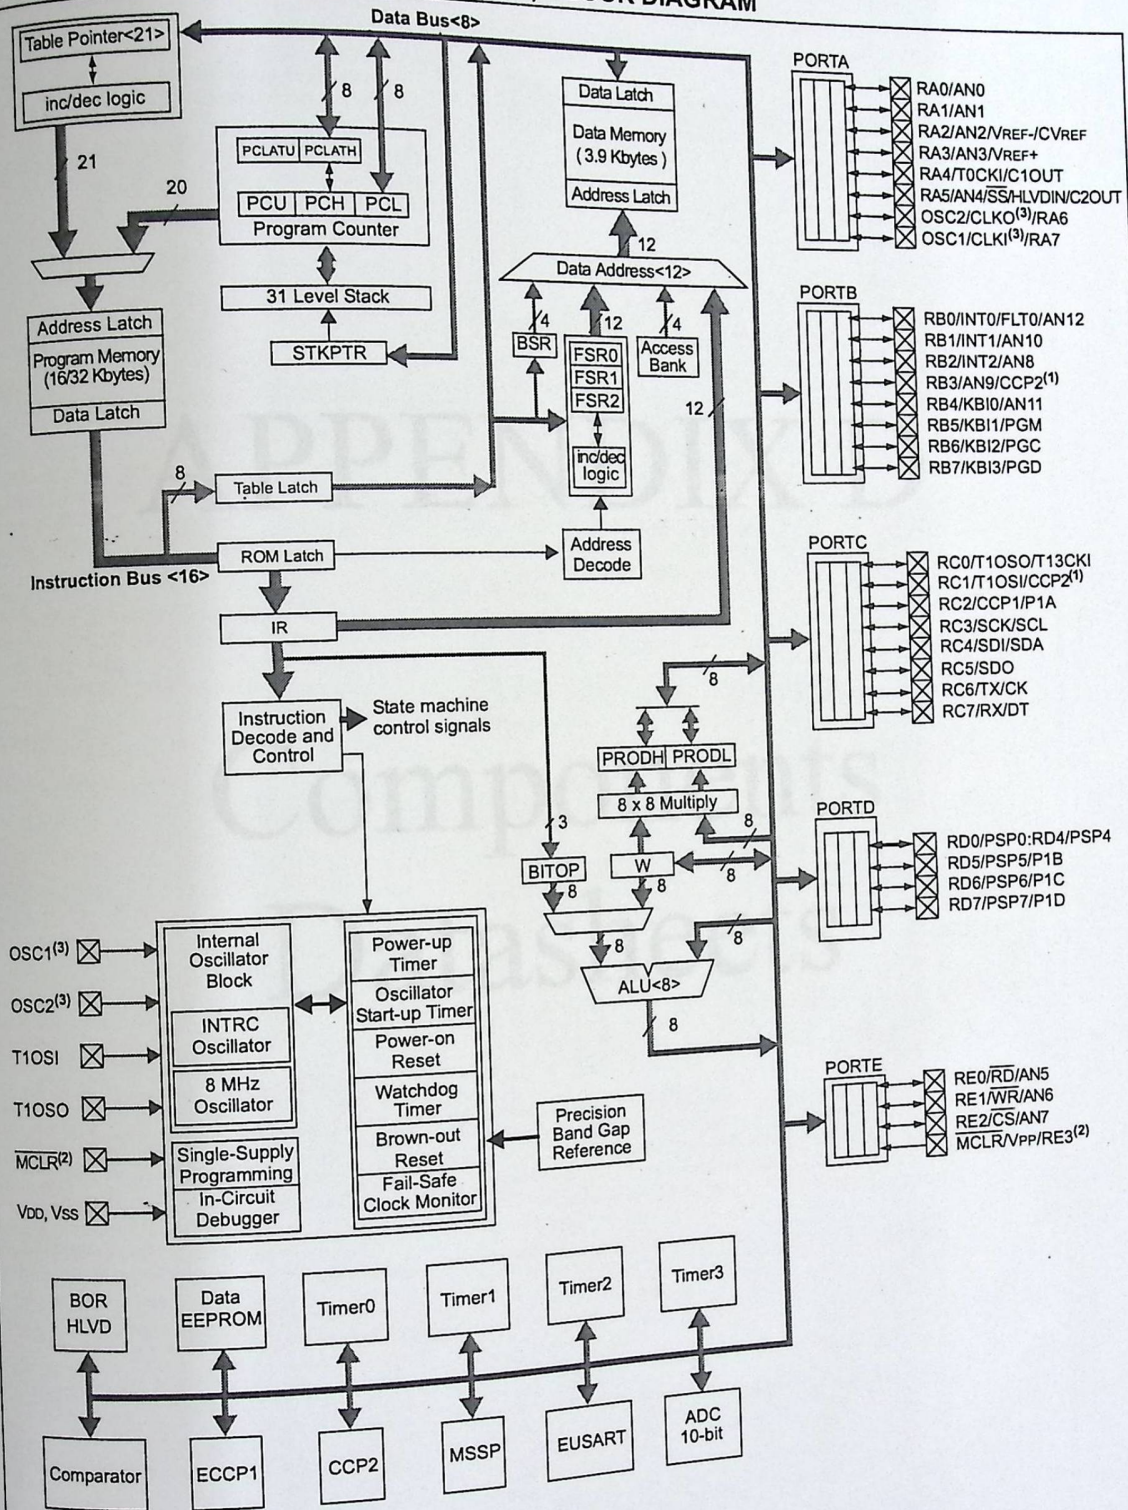 DIAGRAM
Data Bus<8>
Table Pointer<21>
inc/dec logic
21
20
8
8
PCLATU PCLATH
PCU PCH PCL
Program Counter
31 Level Stack
STKPTR
Address Latch
Program Memory
(16/32 Kbytes)
Data Latch
Instruction Bus <16>
8
Table Latch
ROM Latch
IR
Data Latch
Data Memory
(3.9 Kbytes)
Address Latch
12
Data Address<12>
4
12
4
BSR
FSR0
FSR1
FSR2
inc/dec
logic
Access
Bank
12
Address
Decode
Instruction
Decode and
Control
State machine
control signals
8
PRODH PRODL
8 x 8 Multiply
8
3
BITOP
W
8
8
8
8
8
ALU<8>
8
PORTA
RA0/AN0
RA1/AN1
RA2/AN2/VREF-/CVREF
RA3/AN3/VREF+
RA4/T0CKI/C1OUT
RA5/AN4/S̅S̅/HLVDIN/C2OUT
OSC2/CLKO(3)/RA6
OSC1/CLKI(3)/RA7
PORTB
RB0/INT0/FLT0/AN12
RB1/INT1/AN10
RB2/INT2/AN8
RB3/AN9/CCP2(1)
RB4/KBI0/AN11
RB5/KBI1/PGM
RB6/KBI2/PGC
RB7/KBI3/PGD
PORTC
RC0/T1OSO/T13CKI
RC1/T1OSI/CCP2(1)
RC2/CCP1/P1A
RC3/SCK/SCL
RC4/SDI/SDA
RC5/SDO
RC6/TX/CK
RC7/RX/DT
PORTD
RD0/PSP0:RD4/PSP4
RD5/PSP5/P1B
RD6/PSP6/P1C
RD7/PSP7/P1D
PORTE
RE0/R̅D̅/AN5
RE1/W̅R̅/AN6
RE2/C̅S̅/AN7
M̅C̅L̅R̅/VPP/RE3(2)
OSC1(3)
OSC2(3)
T1OSI
T1OSO
M̅C̅L̅R̅(2)
VDD, VSS
Internal
Oscillator
Block
INTRC
Oscillator
8 MHz
Oscillator
Single-Supply
Programming
In-Circuit
Debugger
Power-up
Timer
Oscillator
Start-up Timer
Power-on
Reset
Watchdog
Timer
Brown-out
Reset
Fail-Safe
Clock Monitor
Precision
Band Gap
Reference
BOR
HLVD
Data
EEPROM
Timer0
Timer1
Timer2
Timer3
Comparator
ECCP1
CCP2
MSSP
EUSART
ADC
10-bit
APPENDIX D
Components
Datasheets